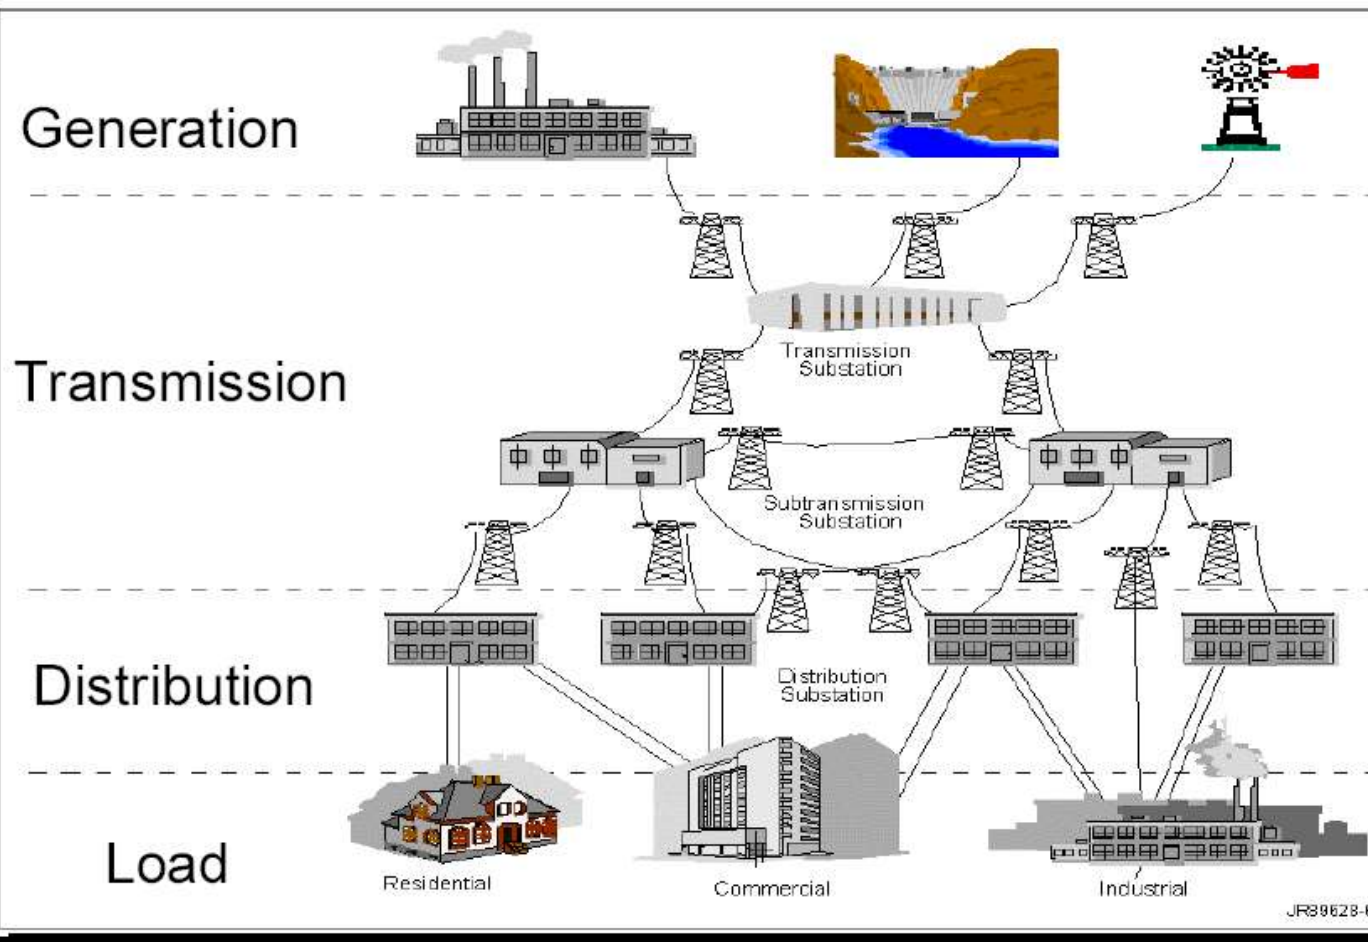 Generation
Transmission
Transmission
Substation
Subtransmission
Substation
Distribution
Distribution
Substation
Load
Residential
Commercial
Industrial